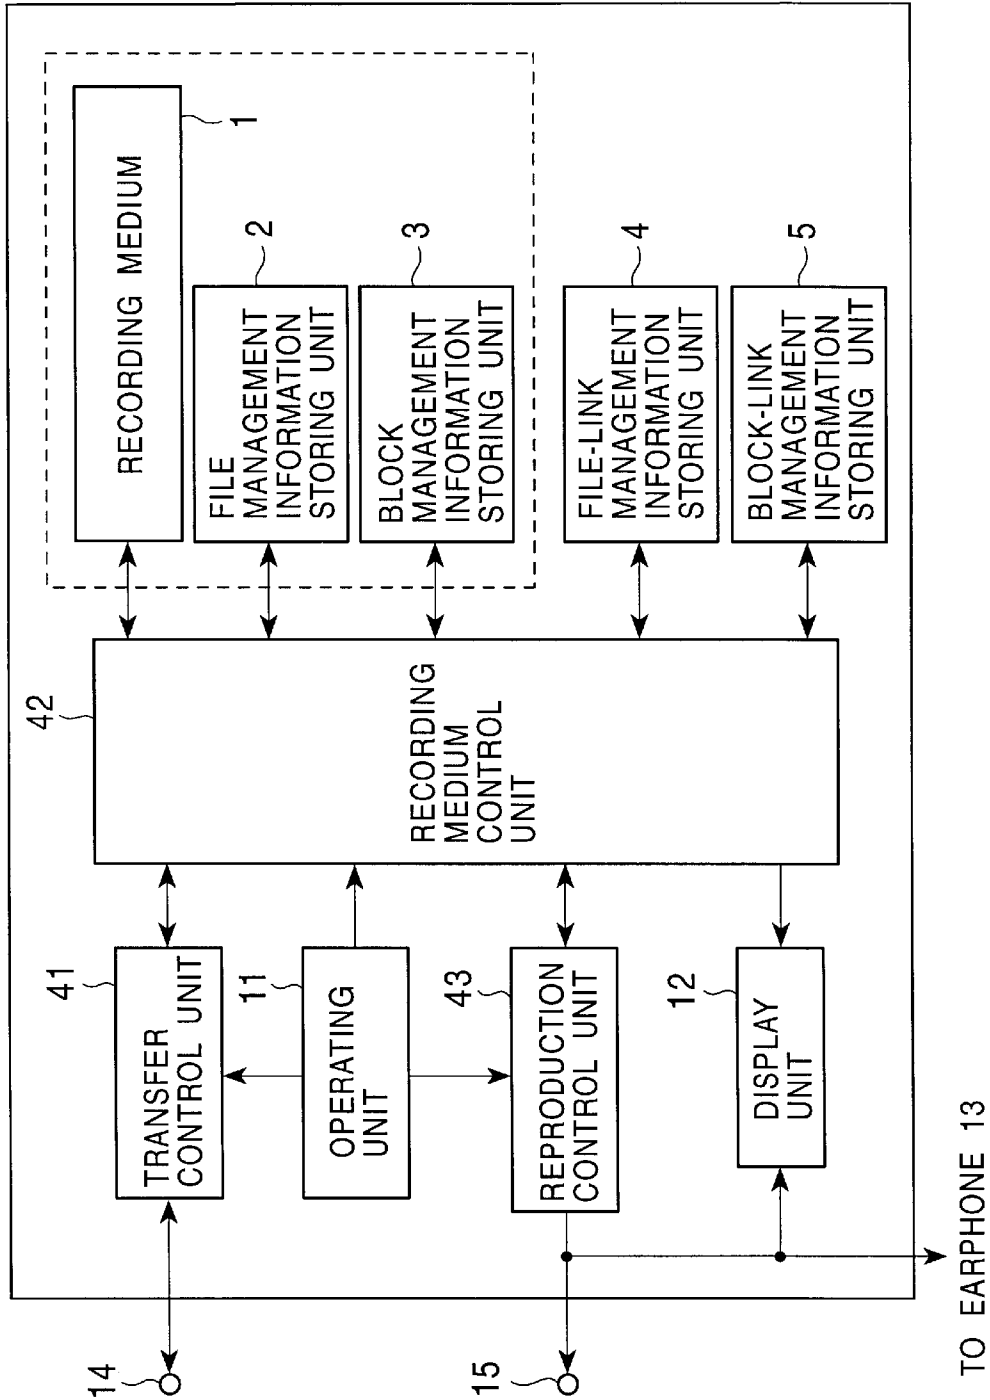 14
15
TO EARPHONE 13
41
TRANSFER
CONTROL UNIT
11
OPERATING
UNIT
43
REPRODUCTION
CONTROL UNIT
12
DISPLAY
UNIT
42
RECORDING
MEDIUM
CONTROL
UNIT
RECORDING MEDIUM
1
FILE
MANAGEMENT
INFORMATION
STORING UNIT
2
BLOCK
MANAGEMENT
INFORMATION
STORING UNIT
3
FILE-LINK
MANAGEMENT
INFORMATION
STORING UNIT
4
BLOCK-LINK
MANAGEMENT
INFORMATION
STORING UNIT
5